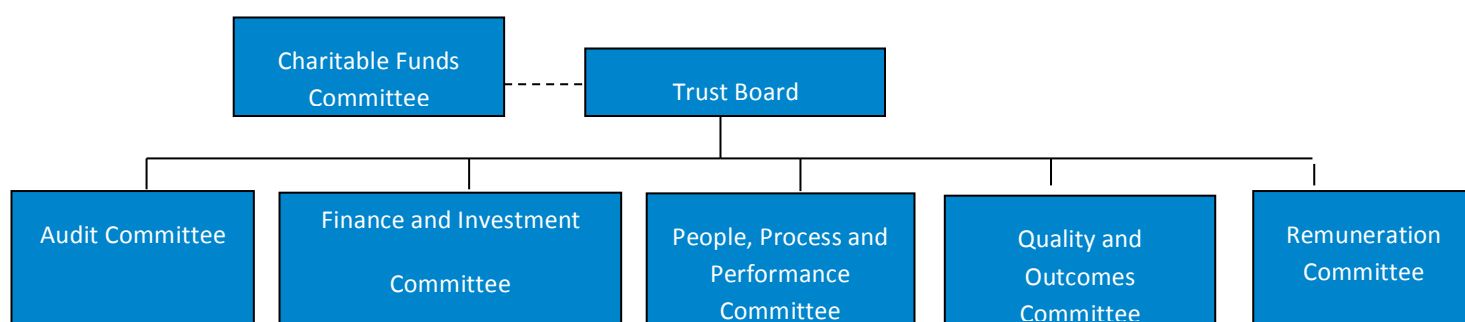 Charitable Funds
Committee
Trust Board
Audit Committee
Finance and Investment
Committee
People, Process and
Performance
Committee
Quality and
Outcomes
Committee
Remuneration
Committee